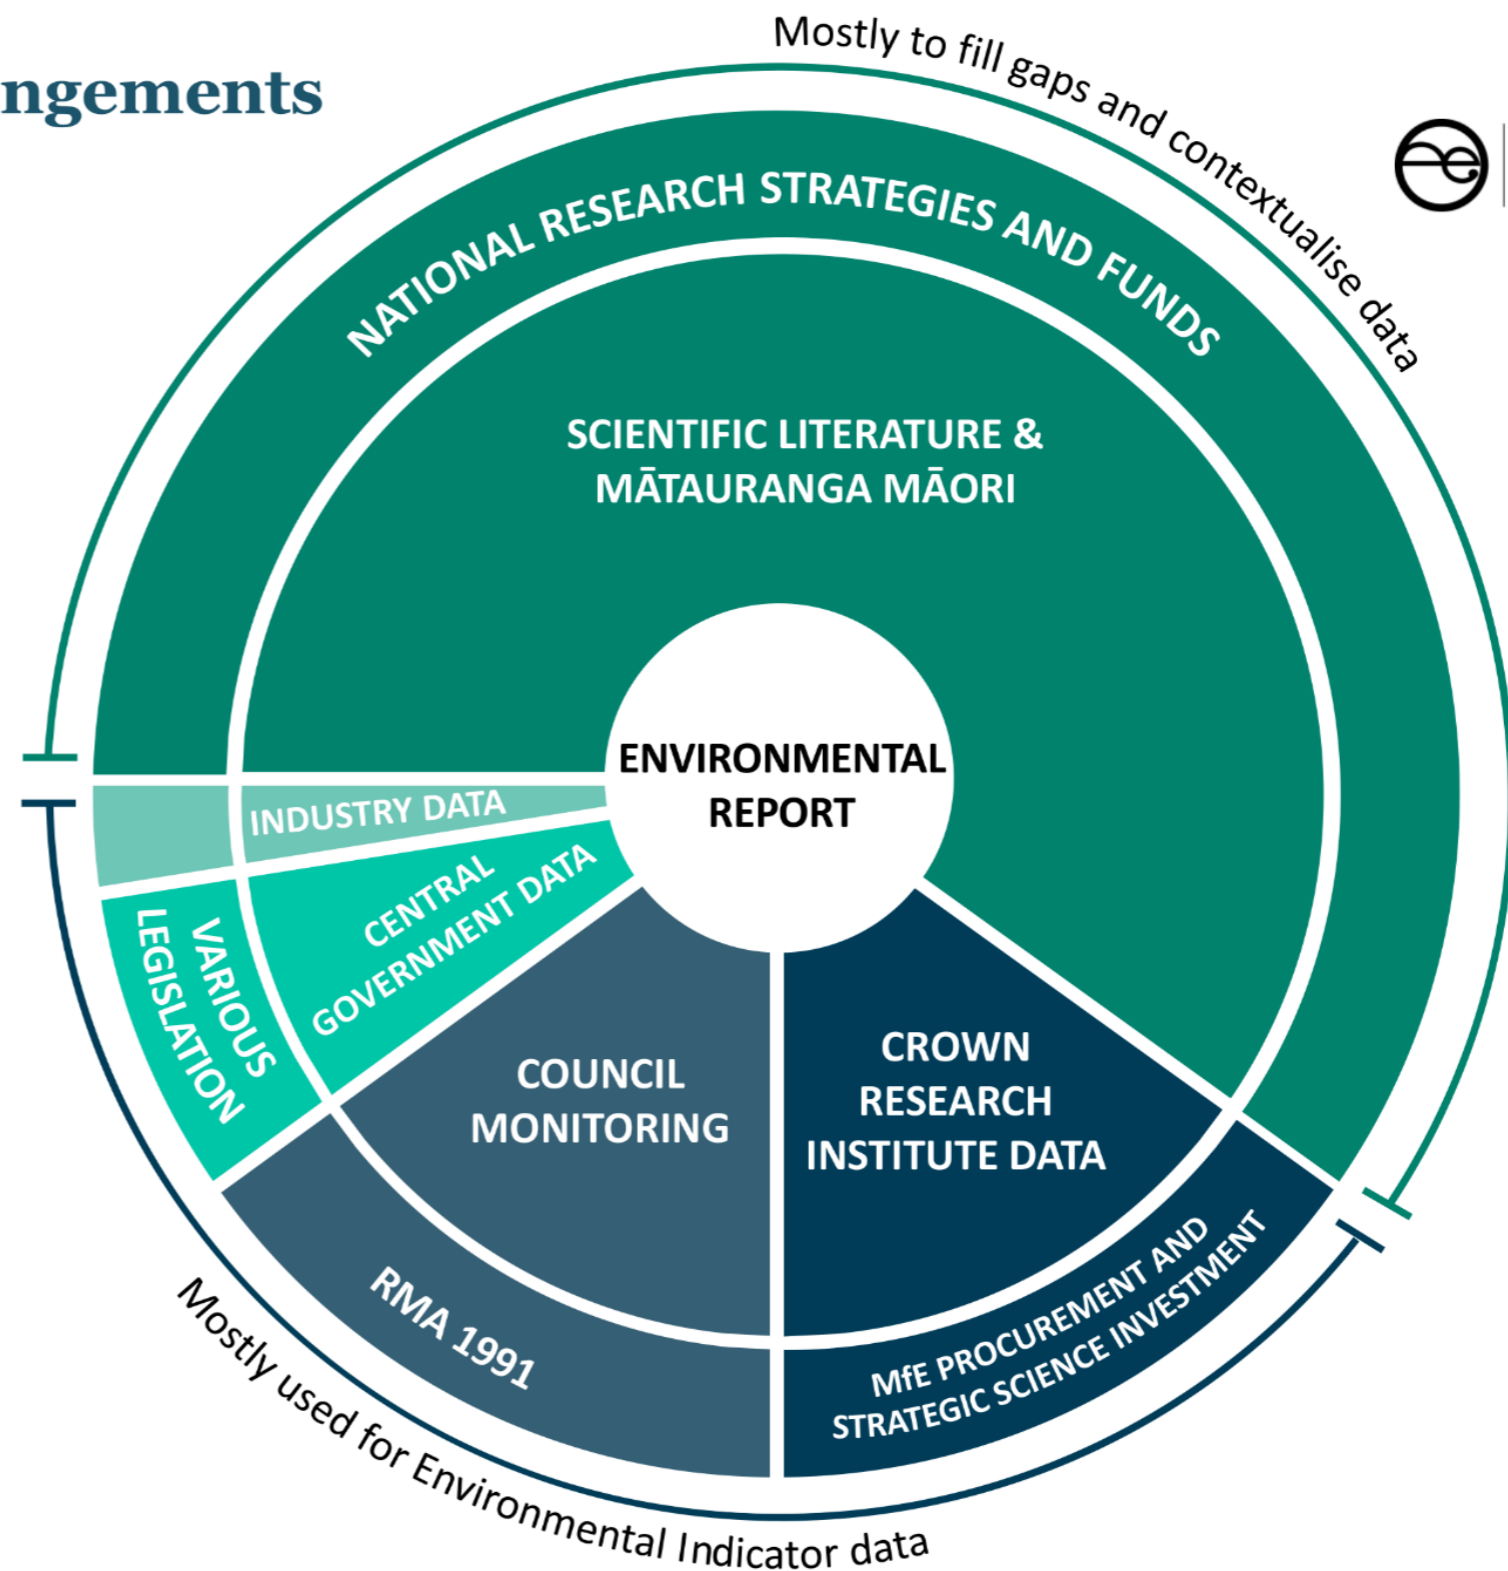 ngements
Mostly to fill gaps and contextualise data
NATIONAL RESEARCH STRATEGIES AND FUNDS
SCIENTIFIC LITERATURE &
MĀTAURANGA MĀORI
ENVIRONMENTAL
REPORT
INDUSTRY DATA
CENTRAL
GOVERNMENT DATA
VARIOUS
LEGISLATION
COUNCIL
MONITORING
CROWN
RESEARCH
INSTITUTE DATA
RMA 1991
MfE PROCUREMENT AND
STRATEGIC SCIENCE INVESTMENT
Mostly used for Environmental Indicator data